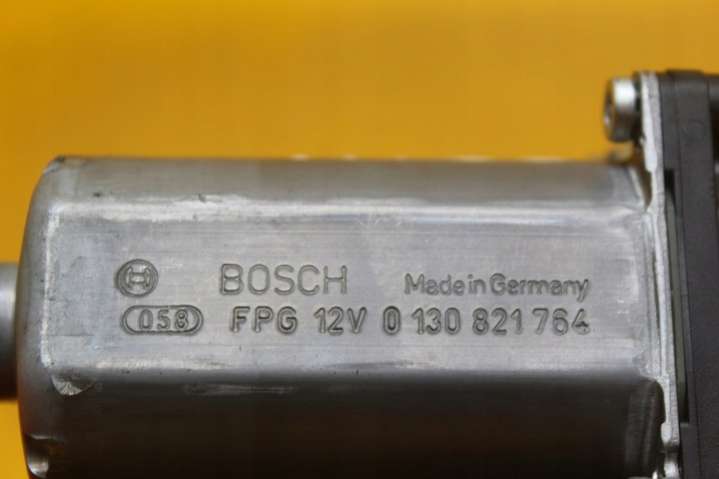 BOSCH Made in Germany
058 FPG 12V 0 130 821 764